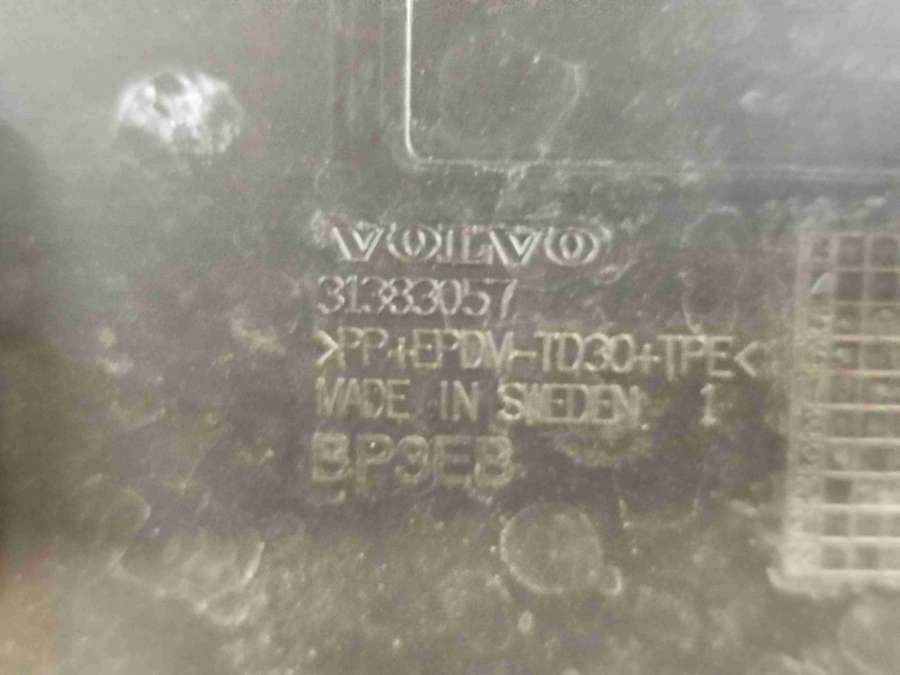 VOLVO
31383057
>PP+EPDM-TD30+TPE<
MADE IN SWEDEN 1
BP3EB